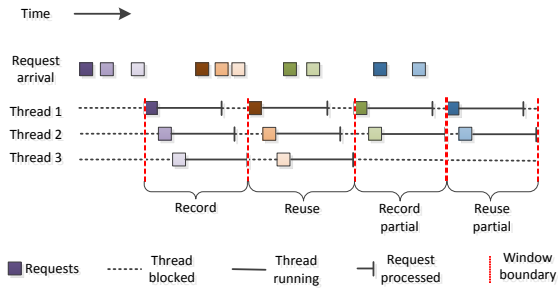 Time
Request
arrival
Thread 1
Thread 2
Thread 3
Record
Reuse
Record
partial
Reuse
partial
Requests
Thread
blocked
Thread
running
Request
processed
Window
boundary